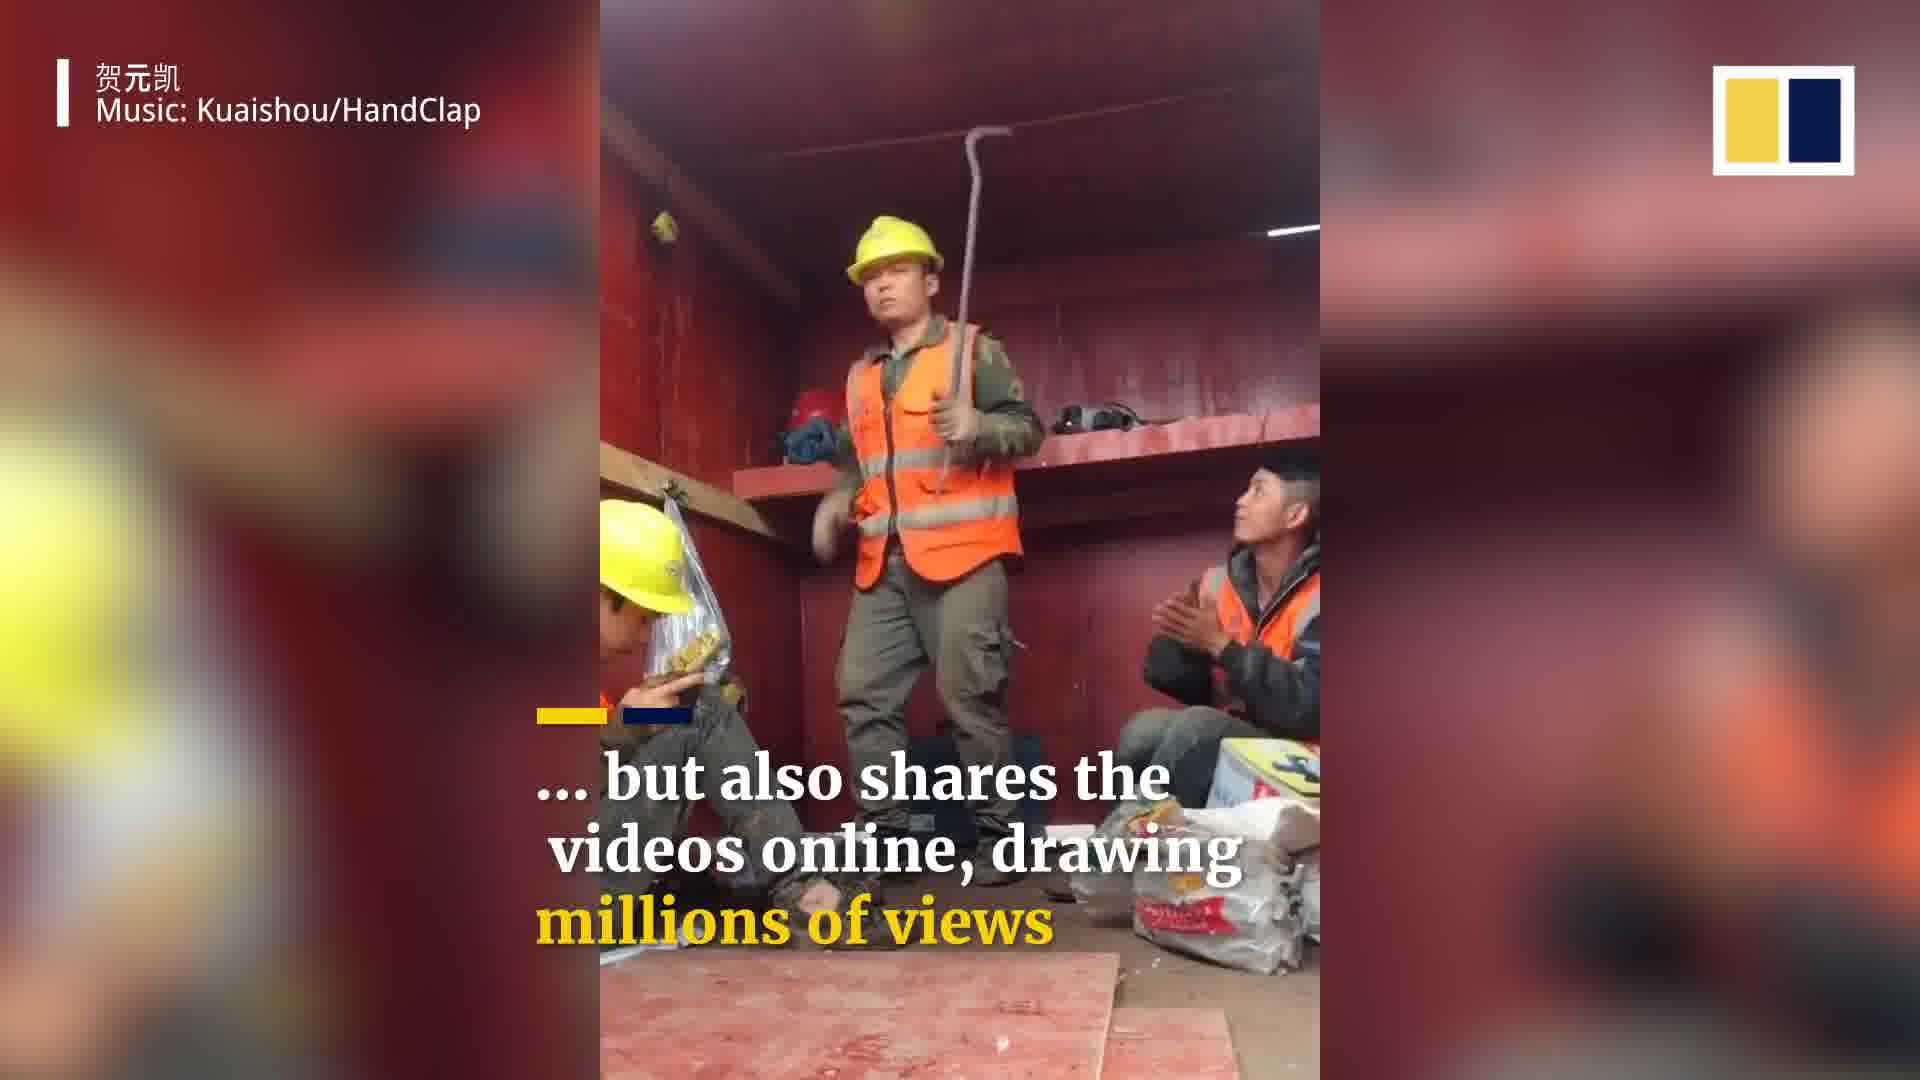 贺元凯
Music: Kuaishou/HandClap
... but also shares the
videos online, drawing
millions of views